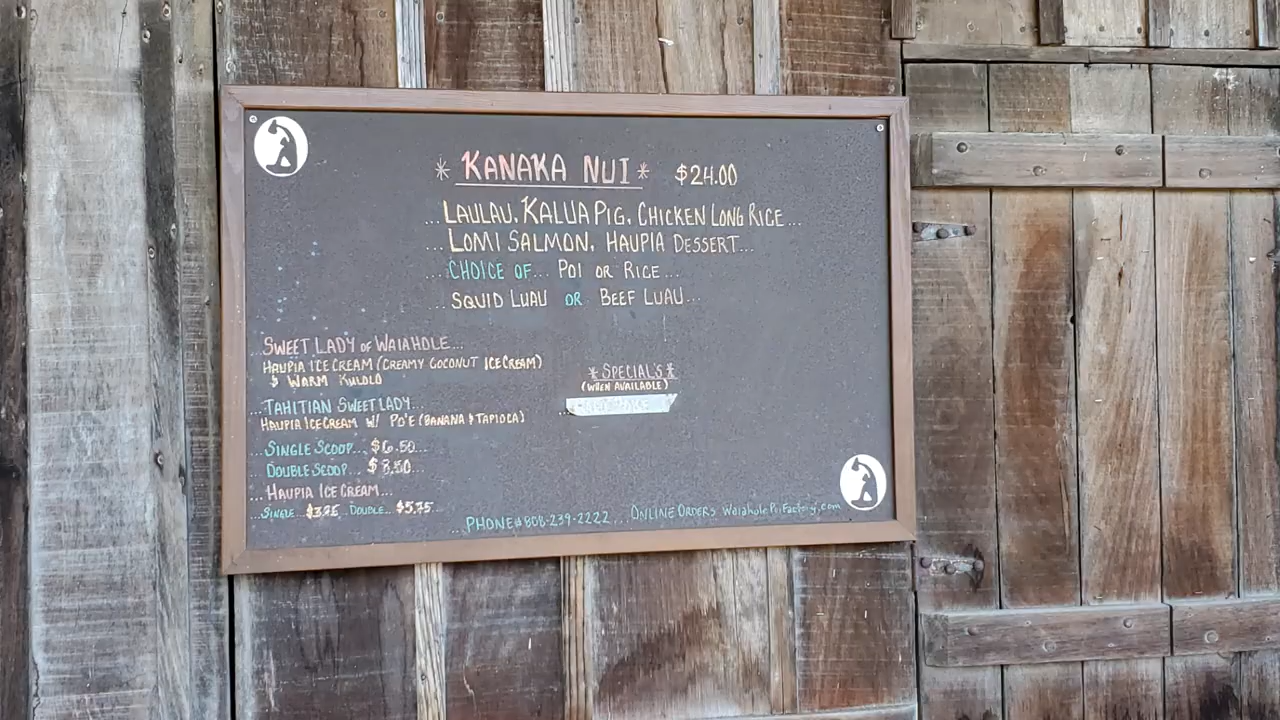 * KANAKA NUI * $24.00
...LAULAU, KALUA PIG, CHICKEN LONG RICE...
...LOMI SALMON, HAUPIA DESSERT...
...CHOICE OF... POI OR RICE...
...SQUID LUAU OR BEEF LUAU...
...SWEET LADY OF WAIAHOLE...
HAUPIA ICE CREAM (CREAMY COCONUT ICE CREAM)
& WARM KULOLO
...TAHITIAN SWEET LADY...
HAUPIA ICE CREAM W/ PO'E (BANANA & TAPIOCA)
SINGLE SCOOP... $6.50...
DOUBLE SCOOP... $8.50...
...HAUPIA ICE CREAM...
...SINGLE... DOUBLE... $5.75...
*SPECIAL'S*
(WHEN AVAILABLE)
...PHONE# 808-239-2222... ONLINE ORDERS WaiaholePoiFactory.com